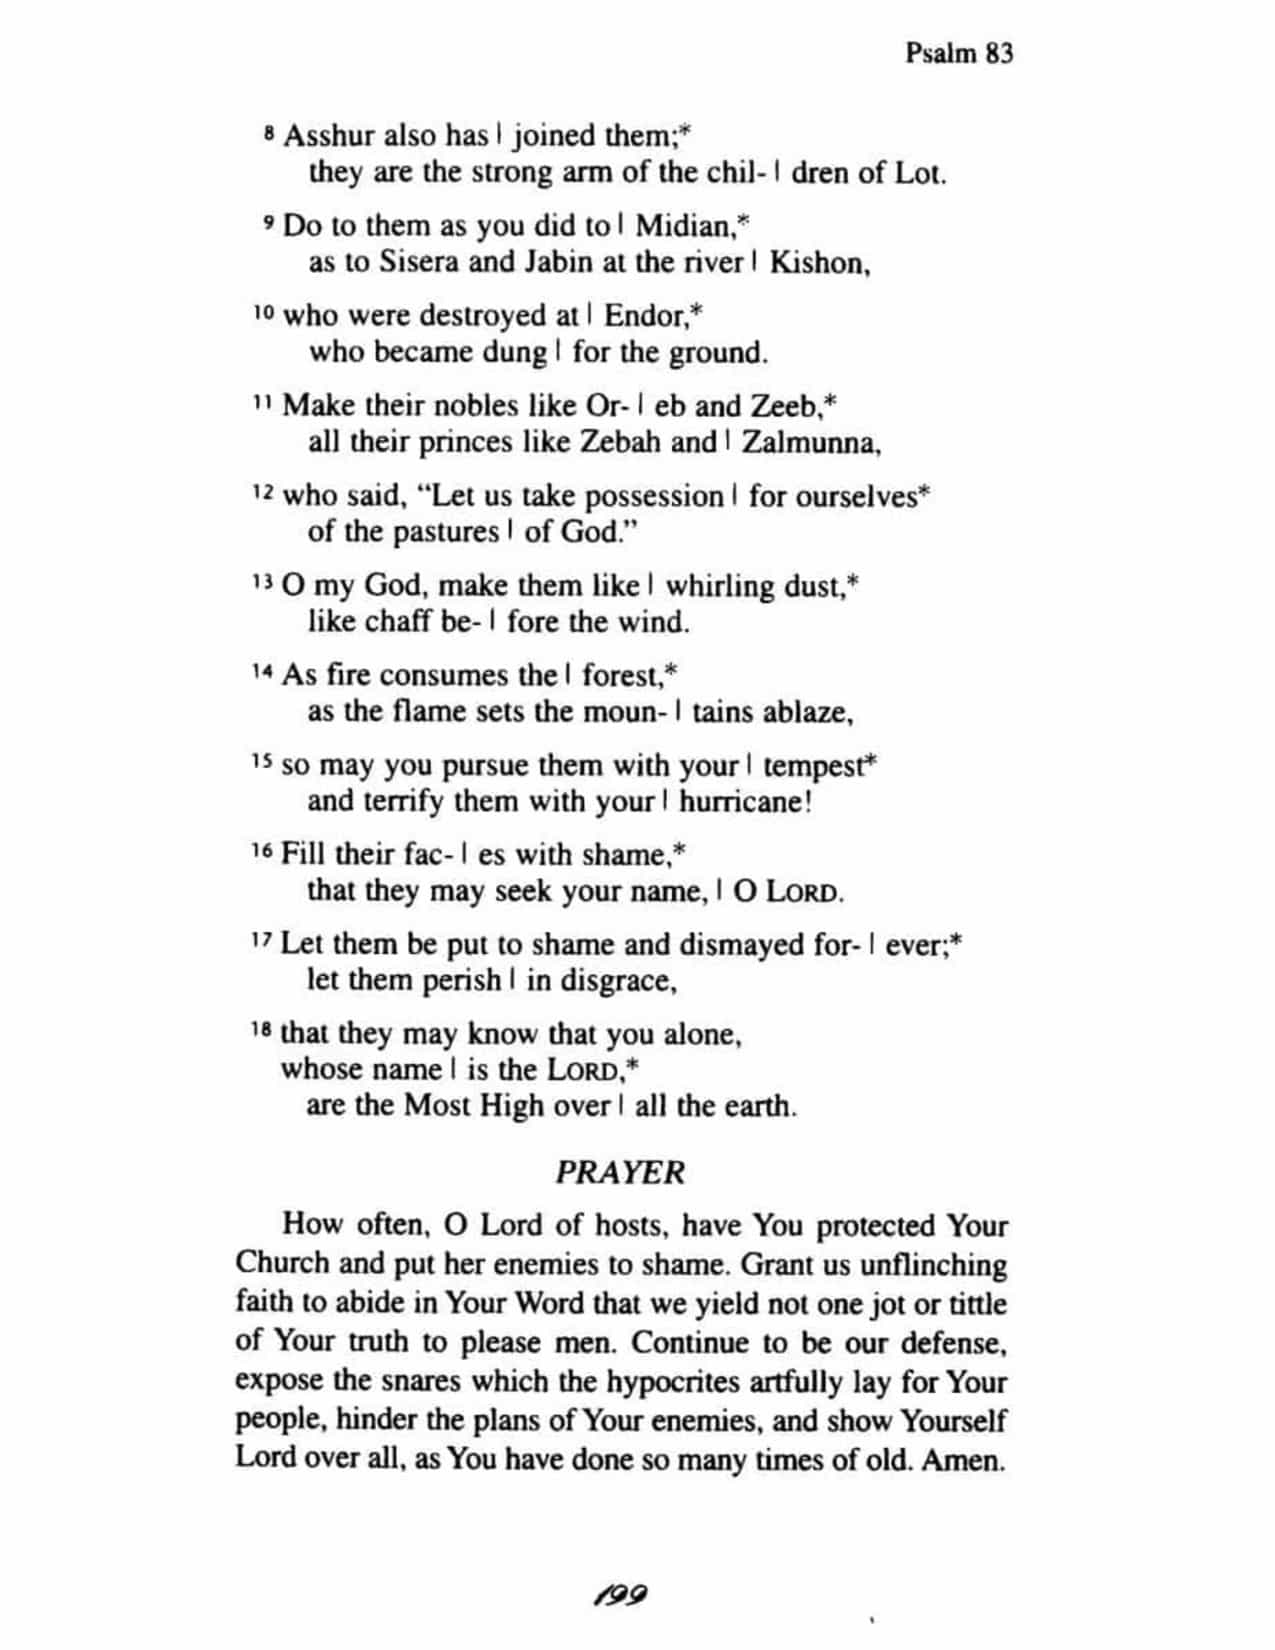 Psalm 83
8 Asshur also has | joined them;*
they are the strong arm of the chil- | dren of Lot.
9 Do to them as you did to | Midian,*
as to Sisera and Jabin at the river | Kishon,
10 who were destroyed at | Endor,*
who became dung | for the ground.
11 Make their nobles like Or- | eb and Zeeb,*
all their princes like Zebah and | Zalmunna,
12 who said, “Let us take possession | for ourselves*
of the pastures | of God.”
13 O my God, make them like | whirling dust,*
like chaff be- | fore the wind.
14 As fire consumes the | forest,*
as the flame sets the moun- | tains ablaze,
15 so may you pursue them with your | tempest*
and terrify them with your | hurricane!
16 Fill their fac- | es with shame,*
that they may seek your name, | O LORD.
17 Let them be put to shame and dismayed for- | ever;*
let them perish | in disgrace,
18 that they may know that you alone,
whose name | is the LORD,*
are the Most High over | all the earth.
PRAYER
How often, O Lord of hosts, have You protected Your
Church and put her enemies to shame. Grant us unflinching
faith to abide in Your Word that we yield not one jot or tittle
of Your truth to please men. Continue to be our defense,
expose the snares which the hypocrites artfully lay for Your
people, hinder the plans of Your enemies, and show Yourself
Lord over all, as You have done so many times of old. Amen.
199